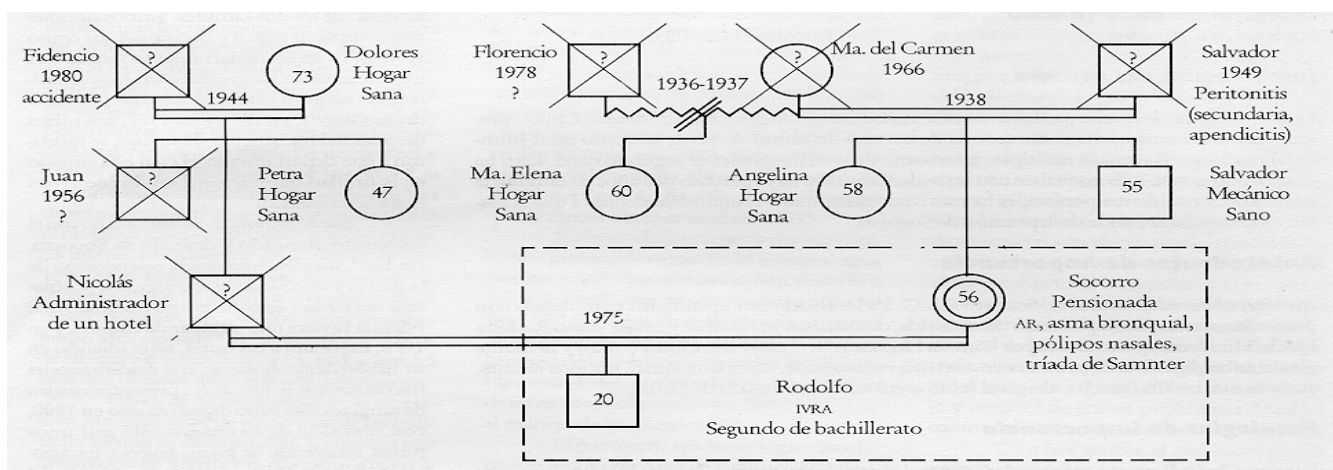 Fidencio
1980
accidente
?
73
Dolores
Hogar
Sana
1944
Florencio
1978
?
?
1936-1937
?
Ma. del Carmen
1966
1938
?
Salvador
1949
Peritonitis
(secundaria,
apendicitis)
Juan
1956
?
?
Petra
Hogar
Sana
47
Ma. Elena
Hogar
Sana
60
Angelina
Hogar
Sana
58
55
Salvador
Mecánico
Sano
Nicolás
Administrador
de un hotel
?
56
Socorro
Pensionada
AR, asma bronquial,
pólipos nasales,
tríada de Samnter
1975
20
Rodolfo
IVRA
Segundo de bachillerato